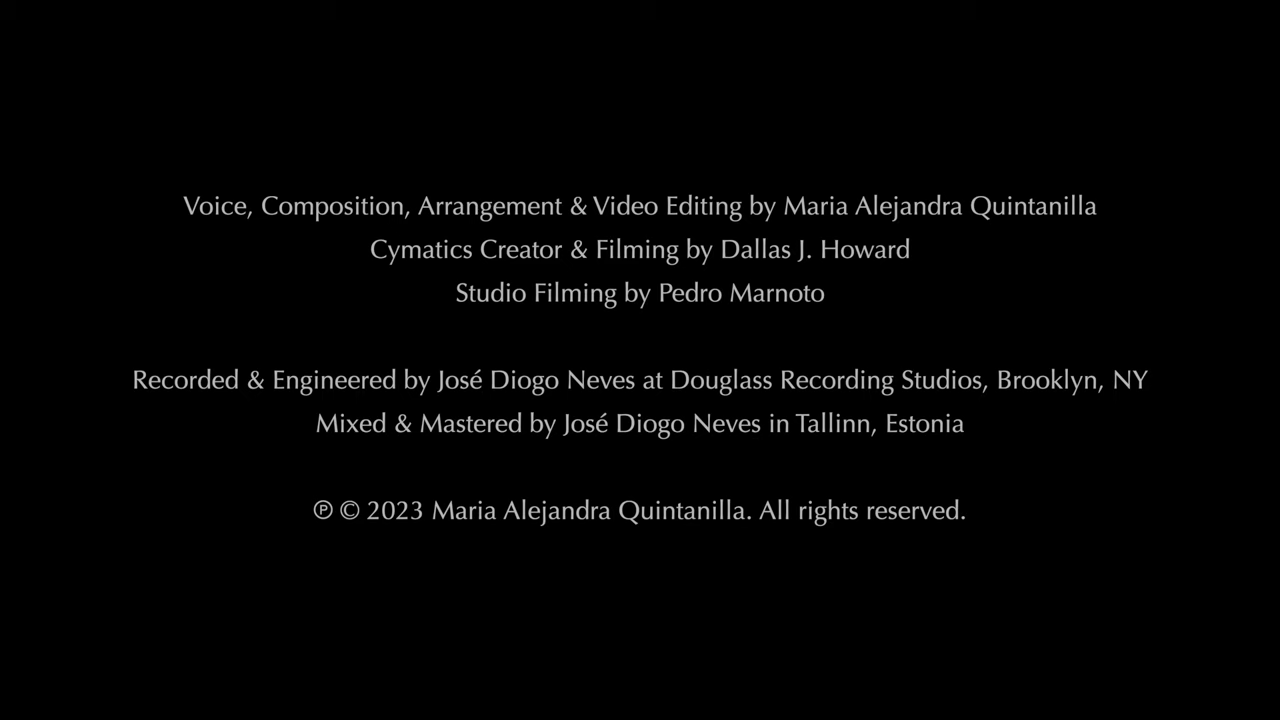 Voice, Composition, Arrangement & Video Editing by Maria Alejandra Quintanilla
Cymatics Creator & Filming by Dallas J. Howard
Studio Filming by Pedro Marnoto
Recorded & Engineered by José Diogo Neves at Douglass Recording Studios, Brooklyn, NY
Mixed & Mastered by José Diogo Neves in Tallinn, Estonia
℗ © 2023 Maria Alejandra Quintanilla. All rights reserved.